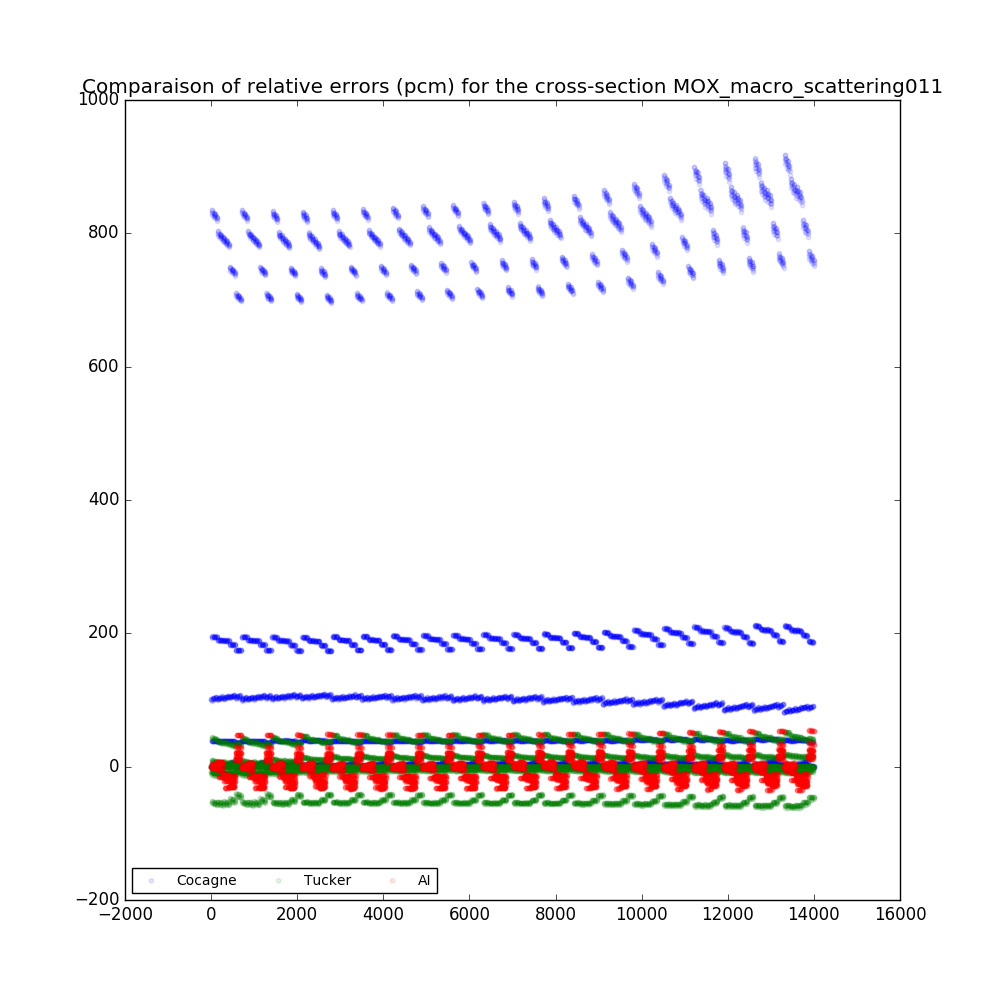 Comparaison of relative errors (pcm) for the cross-section MOX_macro_scattering011
1000
800
600
400
200
0
−200
−2000 0 2000 4000 6000 8000 10000 12000 14000 16000
Cocagne Tucker AI